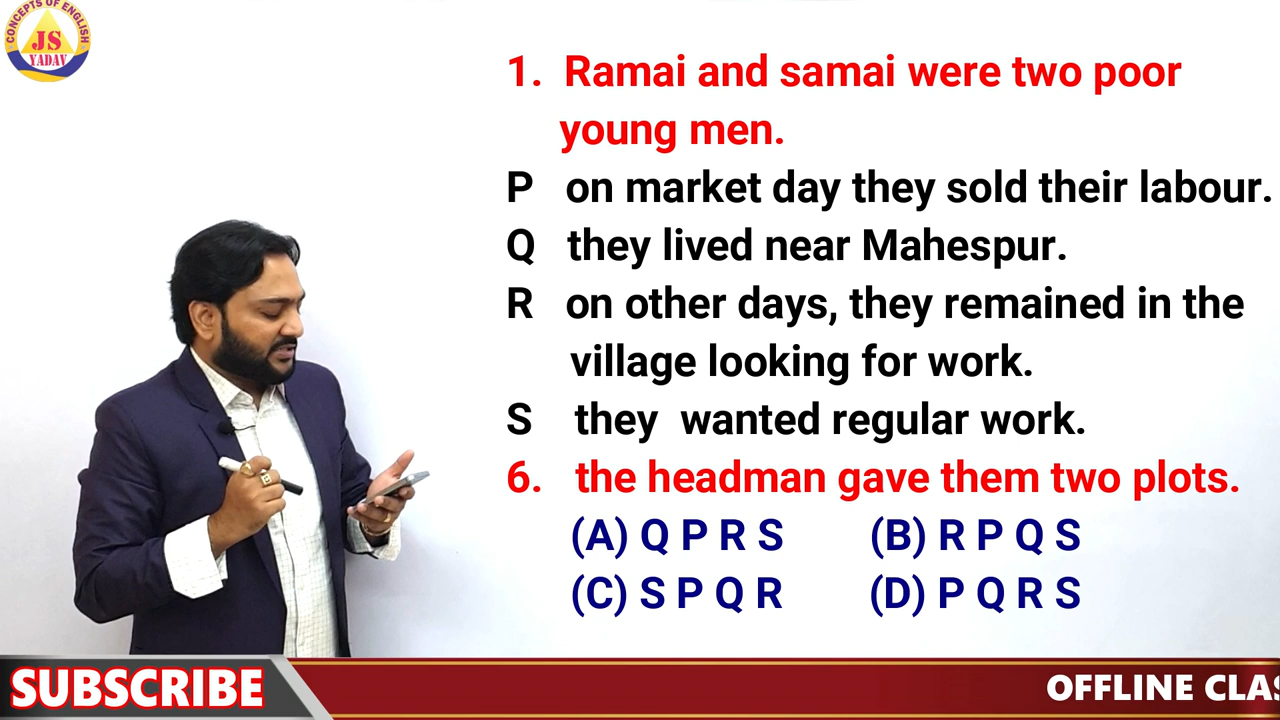 CONCEPTS OF ENGLISH
JS
YADAV
1. Ramai and samai were two poor
young men.
P on market day they sold their labour.
Q they lived near Mahespur.
R on other days, they remained in the
village looking for work.
S they wanted regular work.
6. the headman gave them two plots.
(A) Q P R S (B) R P Q S
(C) S P Q R (D) P Q R S
SUBSCRIBE
OFFLINE CLAS